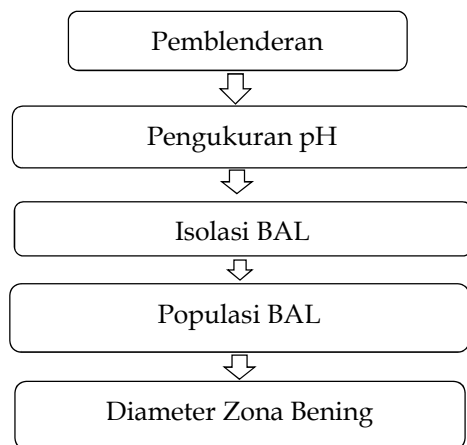 Pemblenderan
Pengukuran pH
Isolasi BAL
Populasi BAL
Diameter Zona Bening